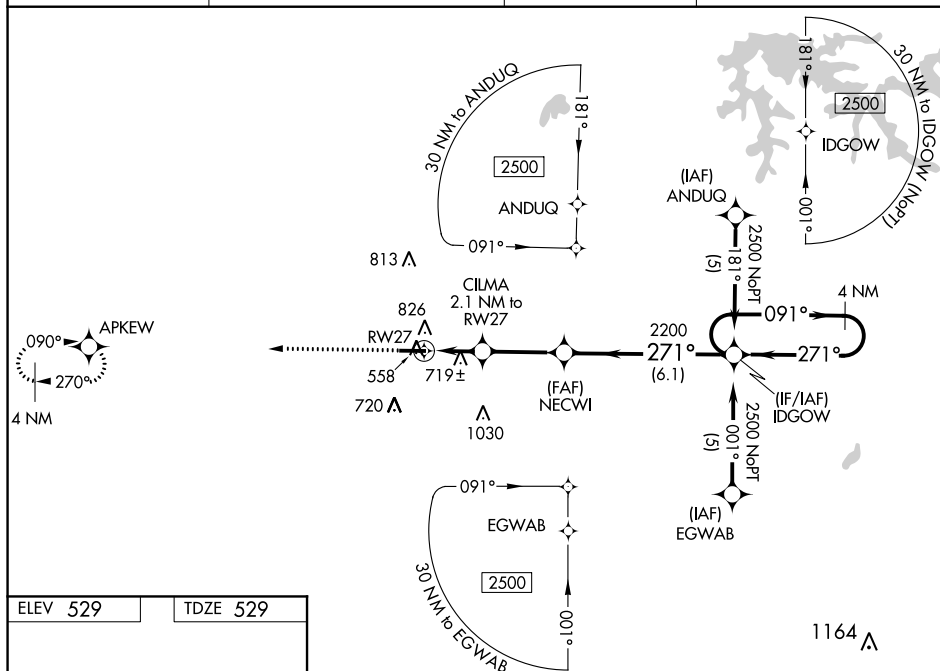 30 NM to ANDUQ
181°
2500
ANDUQ
091°
181°
2500
IDGOW
001°
30 NM to IDGOW (NoPT)
(IAF)
ANDUQ
2500 NoPT
181°
(5)
813
826
CILMA
2.1 NM to
RW27
4 NM
091°
APKEW
090°
270°
4 NM
RW27
558
719±
2200
271°
(6.1)
271°
(FAF)
NECWI
(IF/IAF)
IDGOW
720
1030
2500 NoPT
001°
(5)
(IAF)
EGWAB
091°
EGWAB
2500
001°
30 NM to EGWAB
ELEV 529
TDZE 529
1164